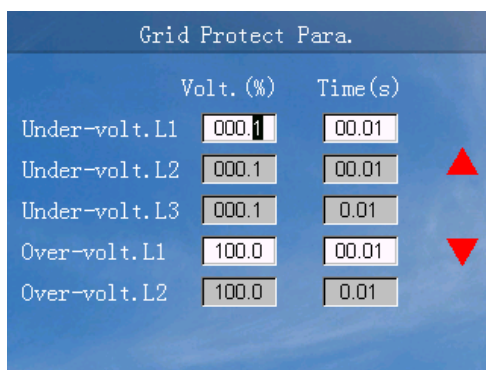 Grid Protect Para.
Volt.(%) Time(s)
Under-volt.L1 000.1 00.01
Under-volt.L2 000.1 00.01
Under-volt.L3 000.1 0.01
Over-volt.L1 100.0 00.01
Over-volt.L2 100.0 0.01